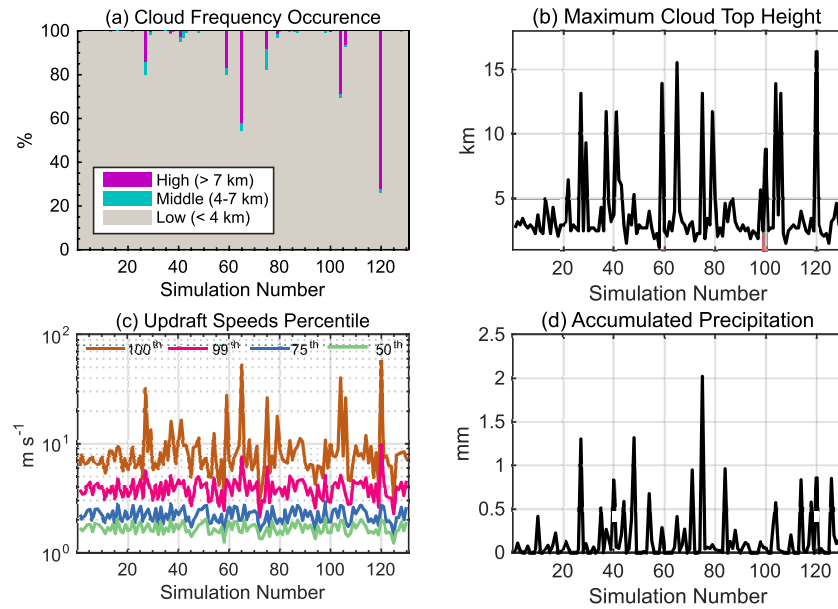 (a) Cloud Frequency Occurence
100
80
60
40
20
0
%
High (> 7 km)
Middle (4-7 km)
Low (< 4 km)
20 40 60 80 100 120
Simulation Number
(b) Maximum Cloud Top Height
15
10
5
km
20 40 60 80 100 120
Simulation Number
(c) Updraft Speeds Percentile
10²
10¹
10⁰
m s⁻¹
100ᵗʰ 99ᵗʰ 75ᵗʰ 50ᵗʰ
20 40 60 80 100 120
Simulation Number
(d) Accumulated Precipitation
2.5
2
1.5
1
0.5
0
mm
20 40 60 80 100 120
Simulation Number